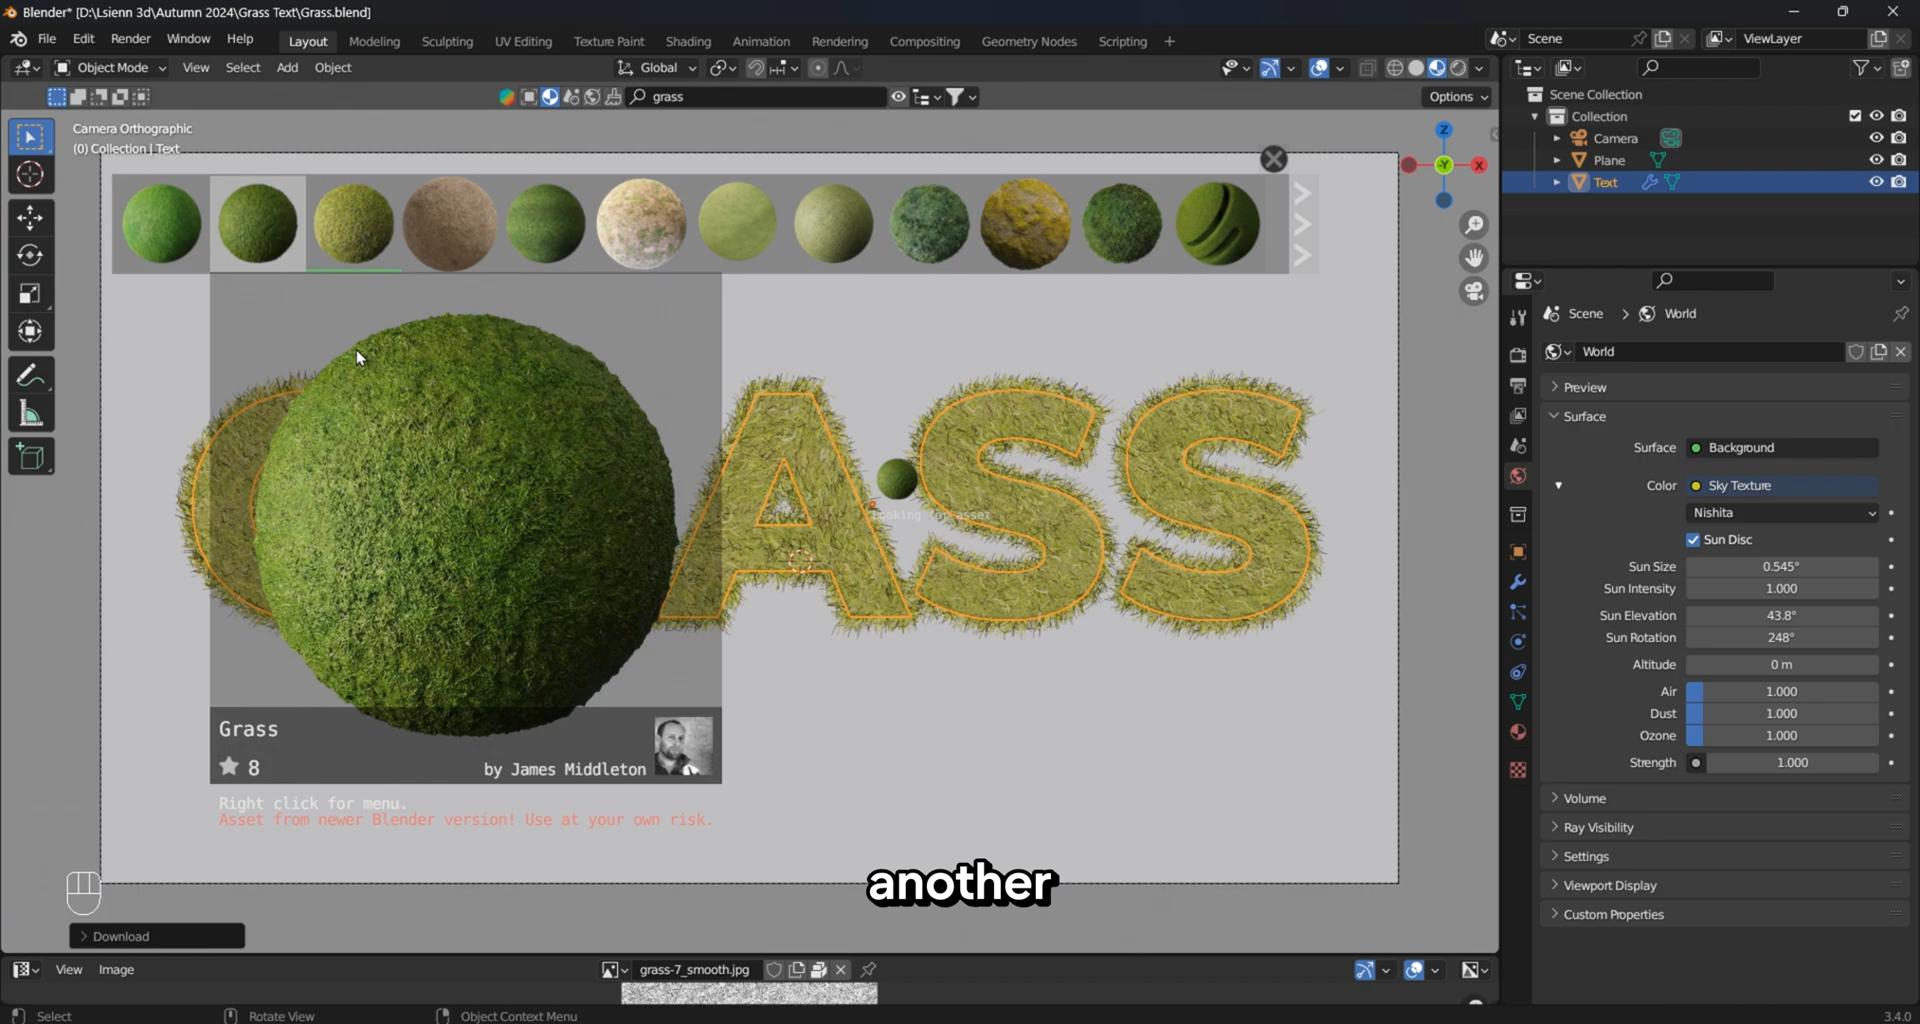 Blender* [D:\Lsienn 3d\Autumn 2024\Grass Text\Grass.blend]
File Edit Render Window Help Layout Modeling Sculpting UV Editing Texture Paint Shading Animation Rendering Compositing Geometry Nodes Scripting + Scene ViewLayer
Object Mode View Select Add Object Global
grass Options
Camera Orthographic
(0) Collection | Text
Z
-Y
X
Scene Collection
Collection
Camera
Plane
Text
Scene > World
World
Preview
Surface
Surface Background
Color Sky Texture
Nishita
Sun Disc
Sun Size 0.545°
Sun Intensity 1.000
Sun Elevation 43.8°
Sun Rotation 248°
Altitude 0 m
Air 1.000
Dust 1.000
Ozone 1.000
Strength 1.000
Volume
Ray Visibility
Settings
Viewport Display
Custom Properties
ASS
Looking for asset
Grass
8
by James Middleton
Right click for menu.
Asset from newer Blender version! Use at your own risk.
another
Download
View Image grass-7_smooth.jpg
Select Rotate View Object Context Menu 3.4.0